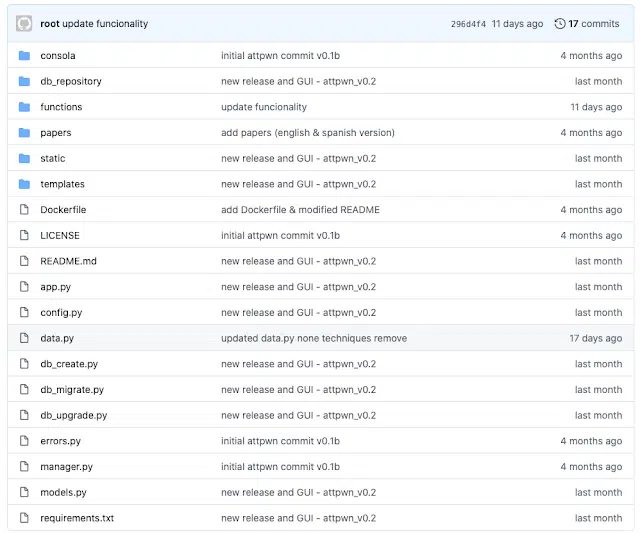 root update funcionality 296d4f4 11 days ago 17 commits
consola initial attpwn commit v0.1b 4 months ago
db_repository new release and GUI - attpwn_v0.2 last month
functions update funcionality 11 days ago
papers add papers (english & spanish version) 4 months ago
static new release and GUI - attpwn_v0.2 last month
templates new release and GUI - attpwn_v0.2 last month
Dockerfile add Dockerfile & modified README 4 months ago
LICENSE initial attpwn commit v0.1b 4 months ago
README.md new release and GUI - attpwn_v0.2 last month
app.py new release and GUI - attpwn_v0.2 last month
config.py new release and GUI - attpwn_v0.2 last month
data.py updated data.py none techniques remove 17 days ago
db_create.py new release and GUI - attpwn_v0.2 last month
db_migrate.py new release and GUI - attpwn_v0.2 last month
db_upgrade.py new release and GUI - attpwn_v0.2 last month
errors.py initial attpwn commit v0.1b 4 months ago
manager.py initial attpwn commit v0.1b 4 months ago
models.py new release and GUI - attpwn_v0.2 last month
requirements.txt new release and GUI - attpwn_v0.2 last month